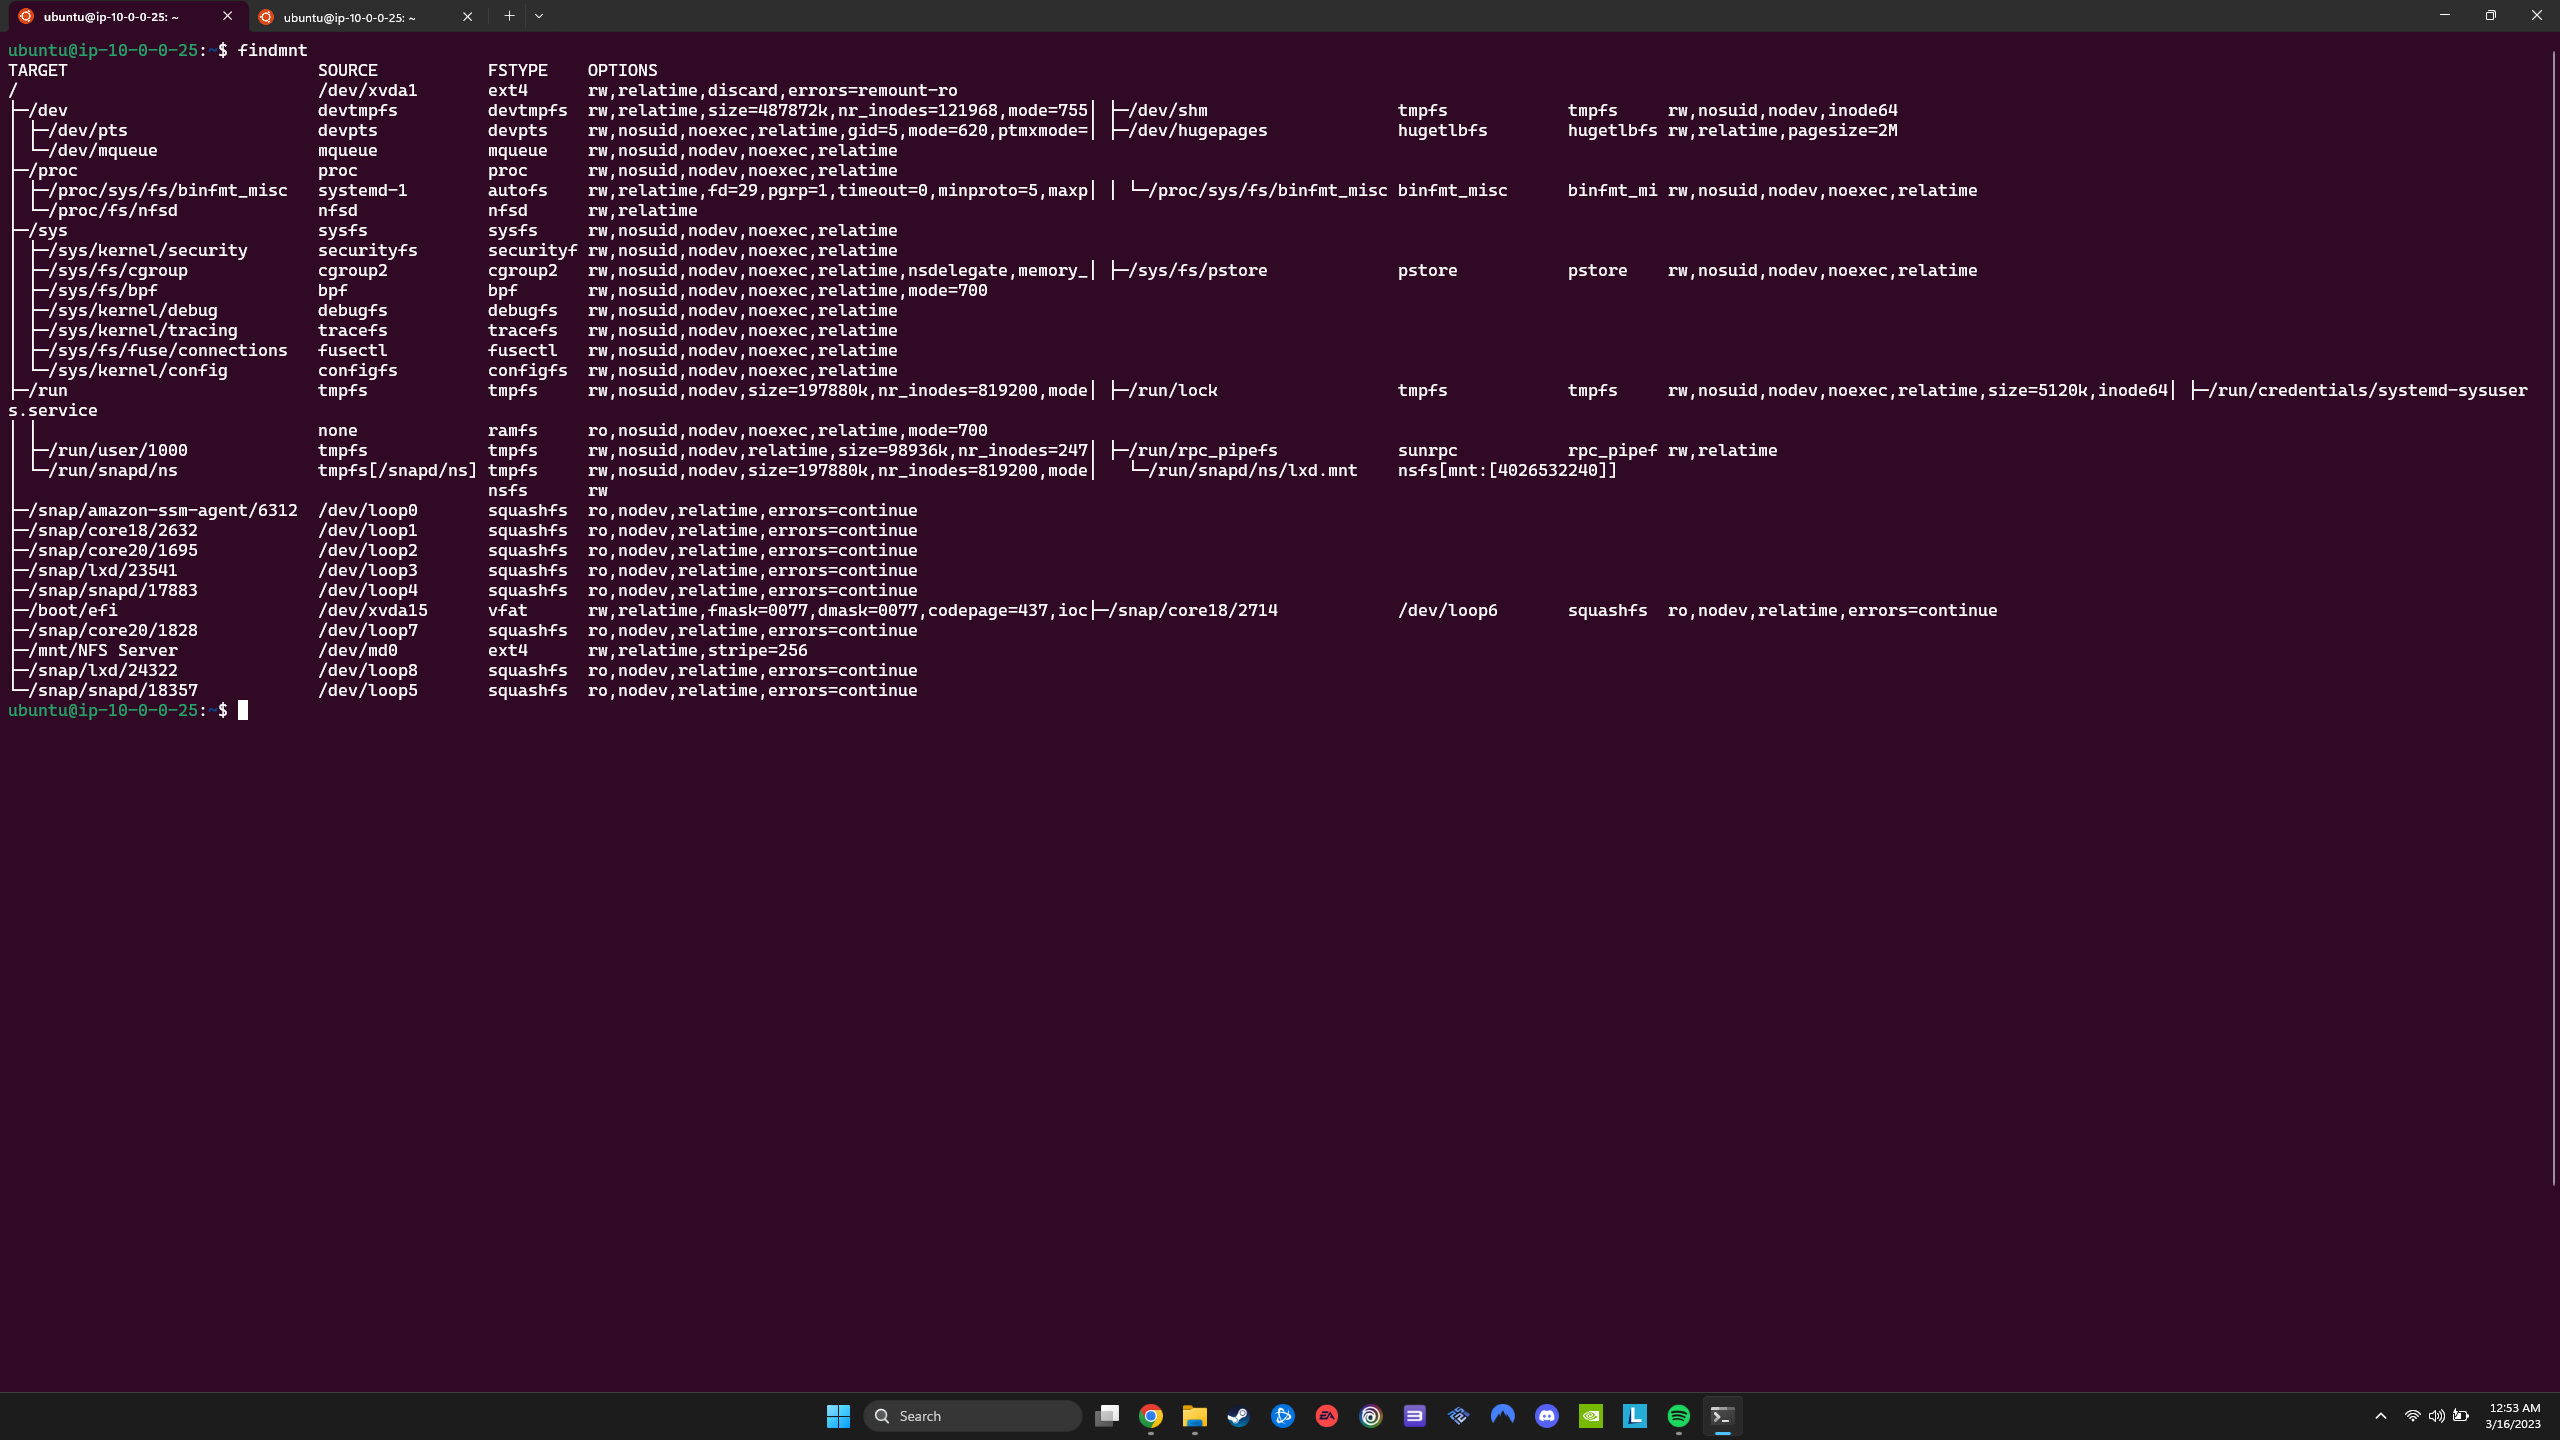 ubuntu@ip-10-0-0-25: ~
ubuntu@ip-10-0-0-25: ~
ubuntu@ip-10-0-0-25:~$ findmnt
TARGET                         SOURCE           FSTYPE    OPTIONS
/                              /dev/xvda1       ext4      rw,relatime,discard,errors=remount-ro
├─/dev                         devtmpfs         devtmpfs  rw,relatime,size=487872k,nr_inodes=121968,mode=755│ ├─/dev/shm                   tmpfs            tmpfs     rw,nosuid,nodev,inode64
│ ├─/dev/pts                   devpts           devpts    rw,nosuid,noexec,relatime,gid=5,mode=620,ptmxmode=│ ├─/dev/hugepages             hugetlbfs        hugetlbfs rw,relatime,pagesize=2M
│ └─/dev/mqueue                mqueue           mqueue    rw,nosuid,nodev,noexec,relatime
├─/proc                        proc             proc      rw,nosuid,nodev,noexec,relatime
│ ├─/proc/sys/fs/binfmt_misc   systemd-1        autofs    rw,relatime,fd=29,pgrp=1,timeout=0,minproto=5,maxp│ │ └─/proc/sys/fs/binfmt_misc binfmt_misc      binfmt_mi rw,nosuid,nodev,noexec,relatime
│ └─/proc/fs/nfsd              nfsd             nfsd      rw,relatime
├─/sys                         sysfs            sysfs     rw,nosuid,nodev,noexec,relatime
│ ├─/sys/kernel/security       securityfs       securityf rw,nosuid,nodev,noexec,relatime
│ ├─/sys/fs/cgroup             cgroup2          cgroup2   rw,nosuid,nodev,noexec,relatime,nsdelegate,memory_│ ├─/sys/fs/pstore             pstore           pstore    rw,nosuid,nodev,noexec,relatime
│ ├─/sys/fs/bpf                bpf              bpf       rw,nosuid,nodev,noexec,relatime,mode=700
│ ├─/sys/kernel/debug          debugfs          debugfs   rw,nosuid,nodev,noexec,relatime
│ ├─/sys/kernel/tracing        tracefs          tracefs   rw,nosuid,nodev,noexec,relatime
│ ├─/sys/fs/fuse/connections   fusectl          fusectl   rw,nosuid,nodev,noexec,relatime
│ └─/sys/kernel/config         configfs         configfs  rw,nosuid,nodev,noexec,relatime
├─/run                         tmpfs            tmpfs     rw,nosuid,nodev,size=197880k,nr_inodes=819200,mode│ ├─/run/lock                  tmpfs            tmpfs     rw,nosuid,nodev,noexec,relatime,size=5120k,inode64│ ├─/run/credentials/systemd-sysuser
s.service
│ │                            none             ramfs     ro,nosuid,nodev,noexec,relatime,mode=700
│ ├─/run/user/1000             tmpfs            tmpfs     rw,nosuid,nodev,relatime,size=98936k,nr_inodes=247│ ├─/run/rpc_pipefs            sunrpc           rpc_pipef rw,relatime
│ └─/run/snapd/ns              tmpfs[/snapd/ns] tmpfs     rw,nosuid,nodev,size=197880k,nr_inodes=819200,mode│   └─/run/snapd/ns/lxd.mnt    nsfs[mnt:[4026532240]]
│                                               nsfs      rw
├─/snap/amazon-ssm-agent/6312  /dev/loop0       squashfs  ro,nodev,relatime,errors=continue
├─/snap/core18/2632            /dev/loop1       squashfs  ro,nodev,relatime,errors=continue
├─/snap/core20/1695            /dev/loop2       squashfs  ro,nodev,relatime,errors=continue
├─/snap/lxd/23541              /dev/loop3       squashfs  ro,nodev,relatime,errors=continue
├─/snap/snapd/17883            /dev/loop4       squashfs  ro,nodev,relatime,errors=continue
├─/boot/efi                    /dev/xvda15      vfat      rw,relatime,fmask=0077,dmask=0077,codepage=437,ioc├─/snap/core18/2714            /dev/loop6       squashfs  ro,nodev,relatime,errors=continue
├─/snap/core20/1828            /dev/loop7       squashfs  ro,nodev,relatime,errors=continue
├─/mnt/NFS Server              /dev/md0         ext4      rw,relatime,stripe=256
├─/snap/lxd/24322              /dev/loop8       squashfs  ro,nodev,relatime,errors=continue
└─/snap/snapd/18357            /dev/loop5       squashfs  ro,nodev,relatime,errors=continue
ubuntu@ip-10-0-0-25:~$
Search
12:53 AM
3/16/2023